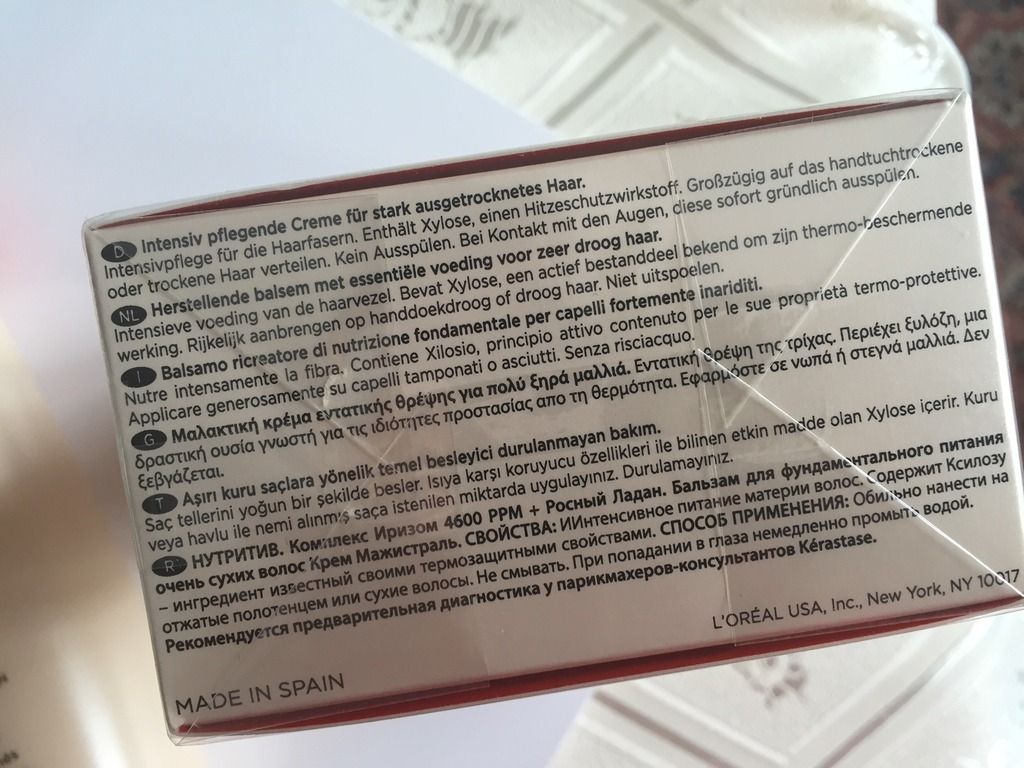 D Intensiv pflegende Creme für stark ausgetrocknetes Haar.
Intensivpflege für die Haarfasern. Enthält Xylose, einen Hitzeschutzwirkstoff. Großzügig auf das handtuchtrockene
oder trockene Haar verteilen. Kein Ausspülen. Bei Kontakt mit den Augen, diese sofort gründlich ausspülen.
NL Herstellende balsem met essentiële voeding voor zeer droog haar.
Intensieve voeding van de haarvezel. Bevat Xylose, een actief bestanddeel bekend om zijn thermo-beschermende
werking. Rijkelijk aanbrengen op handdoekdroog of droog haar. Niet uitspoelen.
I Balsamo ricreatore di nutrizione fondamentale per capelli fortemente inariditi.
Nutre intensamente la fibra. Contiene Xilosio, principio attivo contenuto per le sue proprietà termo-protettive.
Applicare generosamente su capelli tamponati o asciutti. Senza risciacquo.
G Μαλακτική κρέμα εντατικής θρέψης για πολύ ξηρά μαλλιά. Εντατική θρέψη της τρίχας. Περιέχει ξυλόζη, μια
δραστική ουσία γνωστή για τις ιδιότητες προστασίας απο τη θερμότητα. Εφαρμόστε σε νωπά ή στεγνά μαλλιά. Δεν
ξεβγάζεται.
T Aşırı kuru saçlara yönelik temel besleyici durulanmayan bakım.
Saç tellerini yoğun bir şekilde besler. Isıya karşı koruyucu özellikleri ile bilinen etkin madde olan Xylose içerir. Kuru
veya havlu ile nemi alınmış saça istenilen miktarda uygulayınız. Durulamayınız.
R НУТРИТИВ. Комплекс Иризом 4600 PPM + Росный Ладан. Бальзам для фундаментального питания
очень сухих волос Крем Мажистраль. СВОЙСТВА: ИИнтенсивное питание материи волос. Содержит Ксилозу
– ингредиент известный своими термозащитными свойствами. СПОСОБ ПРИМЕНЕНИЯ: Обильно нанести на
отжатые полотенцем или сухие волосы. Не смывать. При попадании в глаза немедленно промыть водой.
Рекомендуется предварительная диагностика у парикмахеров-консультантов Kérastase.
L'ORÉAL USA, Inc., New York, NY 10017
MADE IN SPAIN